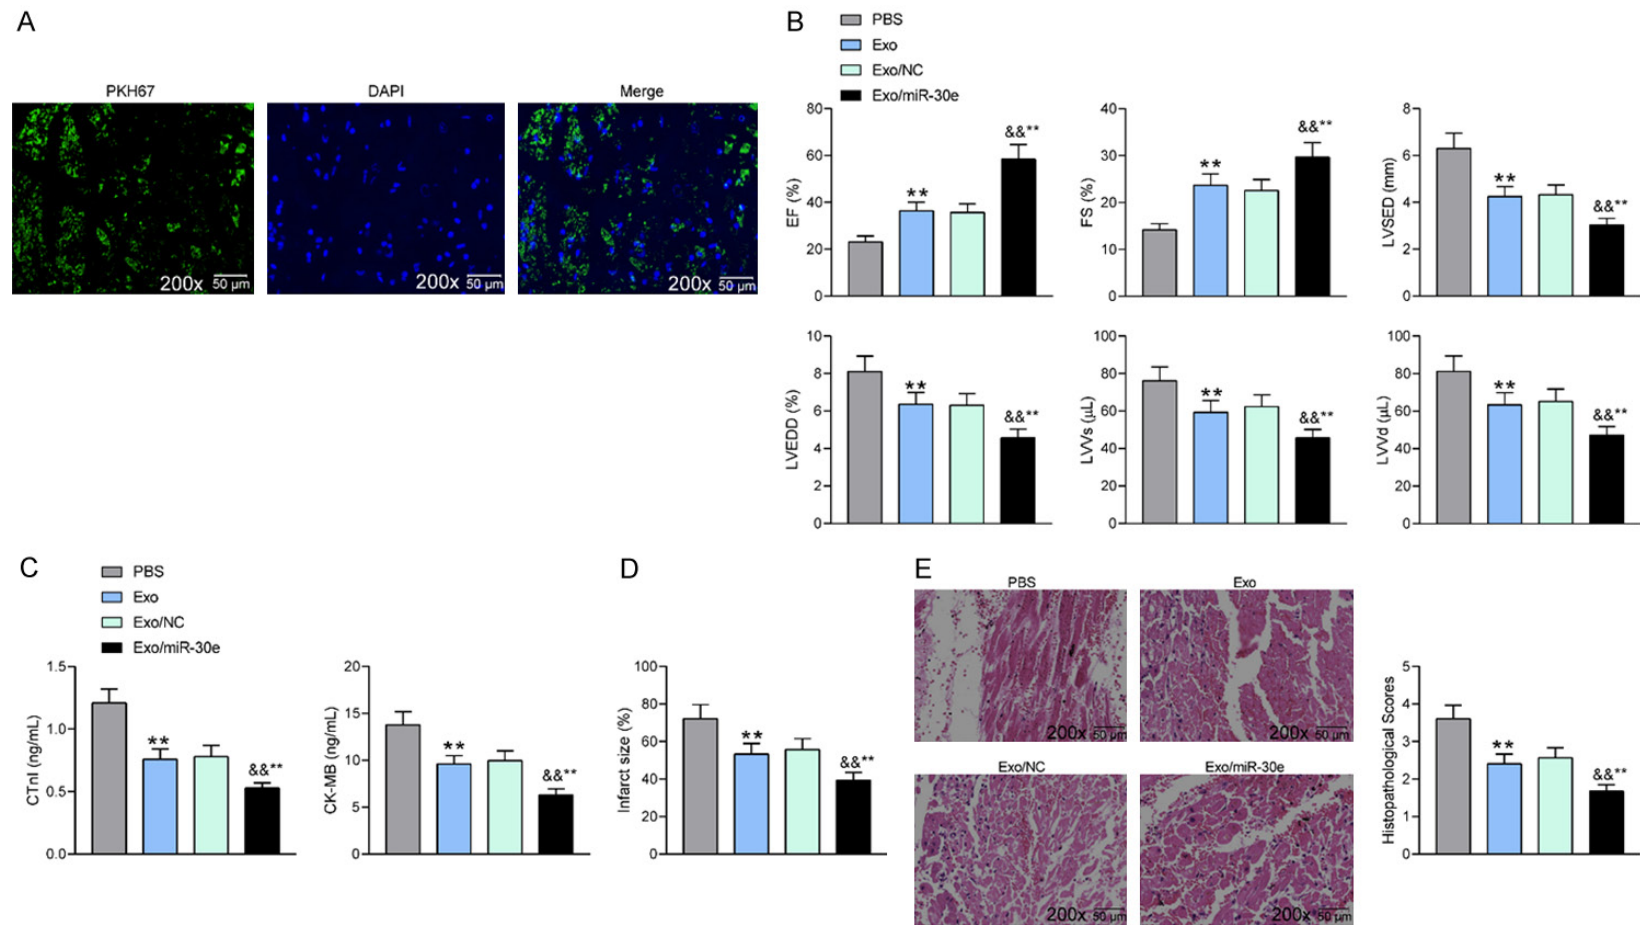 A
PKH67
DAPI
Merge
200x 50 µm
200x 50 µm
200x 50 µm
B
PBS
Exo
Exo/NC
Exo/miR-30e
EF (%)
80
60
40
20
0
**
&&**
FS (%)
40
30
20
10
0
**
&&**
LVSED (mm)
8
6
4
2
0
**
&&**
LVEDD (%)
10
8
6
4
2
0
**
&&**
LVVs (µL)
100
80
60
40
20
0
**
&&**
LVVd (µL)
100
80
60
40
20
0
**
&&**
C
PBS
Exo
Exo/NC
Exo/miR-30e
CTnI (ng/mL)
1.5
1.0
0.5
0.0
**
&&**
CK-MB (ng/mL)
20
15
10
5
0
**
&&**
D
Infarct size (%)
100
80
60
40
20
0
**
&&**
E
PBS
Exo
200x 50 µm
200x 50 µm
Exo/NC
Exo/miR-30e
200x 50 µm
200x 50 µm
Histopathological Scores
5
4
3
2
1
0
**
&&**